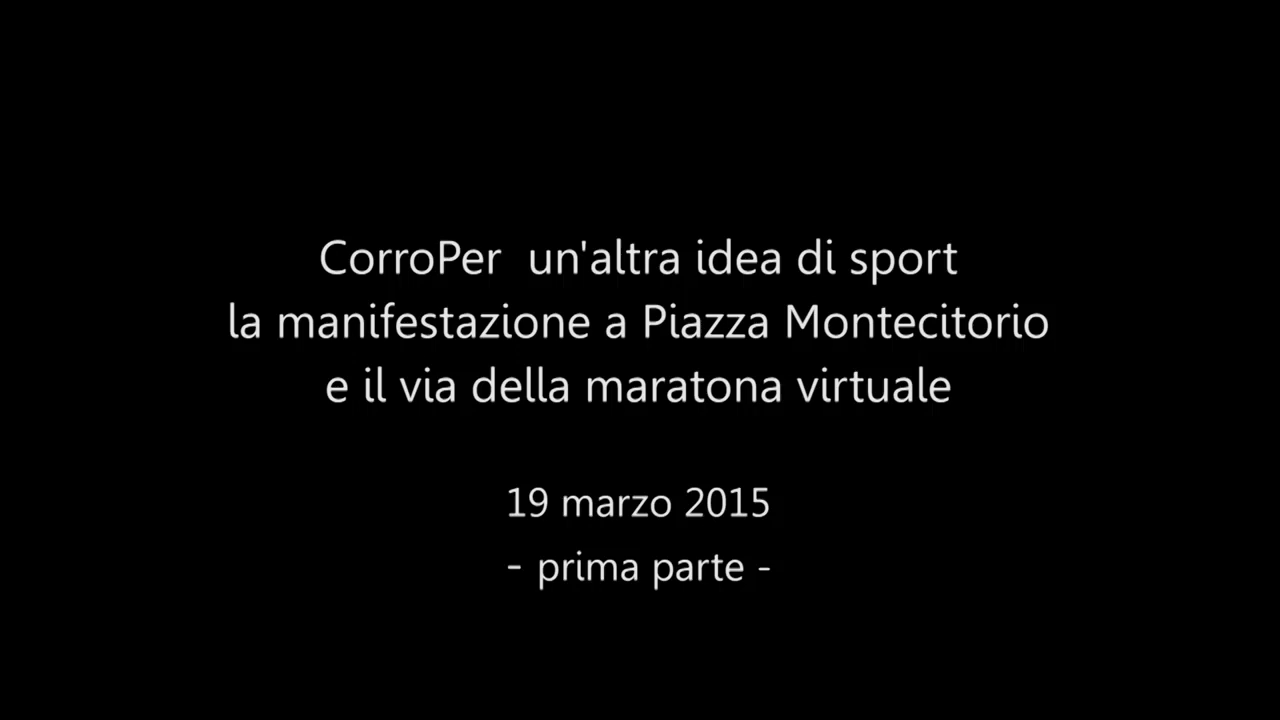 CorroPer  un'altra idea di sport
la manifestazione a Piazza Montecitorio
e il via della maratona virtuale
19 marzo 2015
- prima parte -